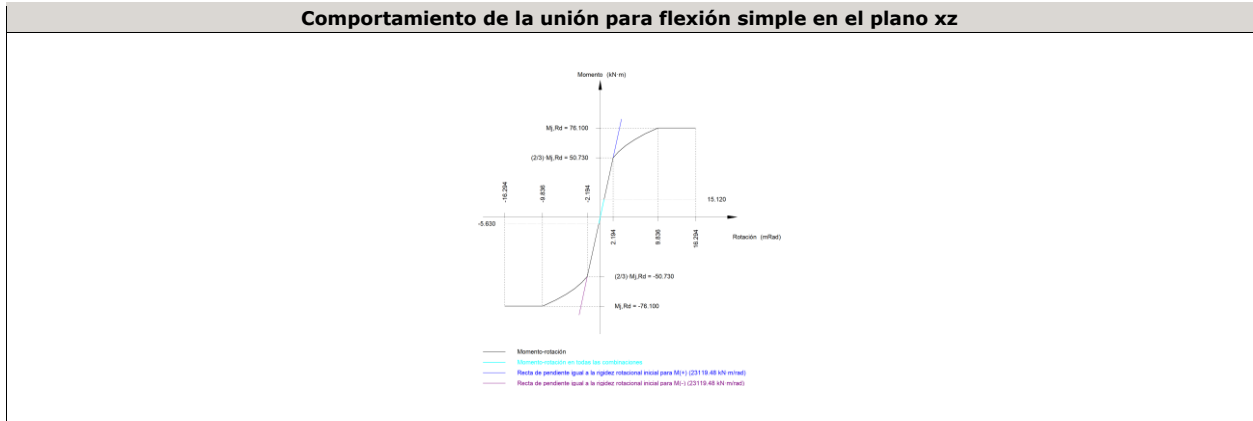 Comportamiento de la unión para flexión simple en el plano xz
Momento (kN·m)
Mj,Rd = 76.100
(2/3)·Mj,Rd = 50.730
-16.294
-9.836
-2.194
15.120
-5.630
2.194
9.836
16.294
Rotación (mRad)
(2/3)·Mj,Rd = -50.730
Mj,Rd = -76.100
Momento-rotación
Momento-rotación en todas las combinaciones
Recta de pendiente igual a la rigidez rotacional inicial para M(+) (23119.48 kN·m/rad)
Recta de pendiente igual a la rigidez rotacional inicial para M(-) (23119.48 kN·m/rad)